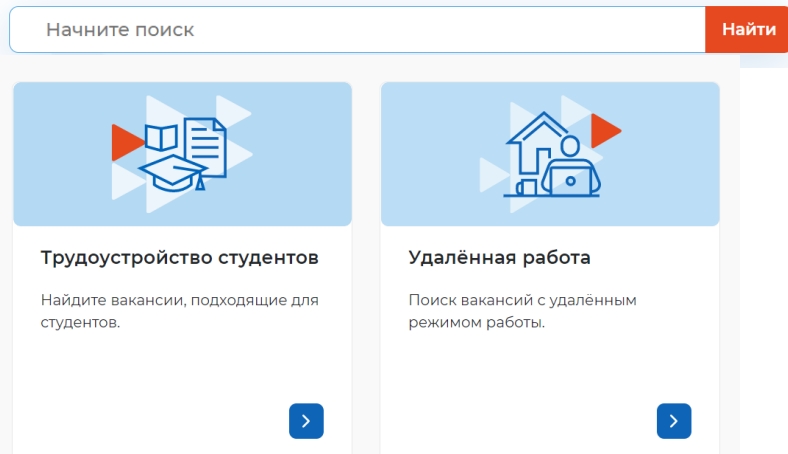 Начните поиск
Найти
Трудоустройство студентов
Найдите вакансии, подходящие для
студентов.
Удалённая работа
Поиск вакансий с удалённым
режимом работы.